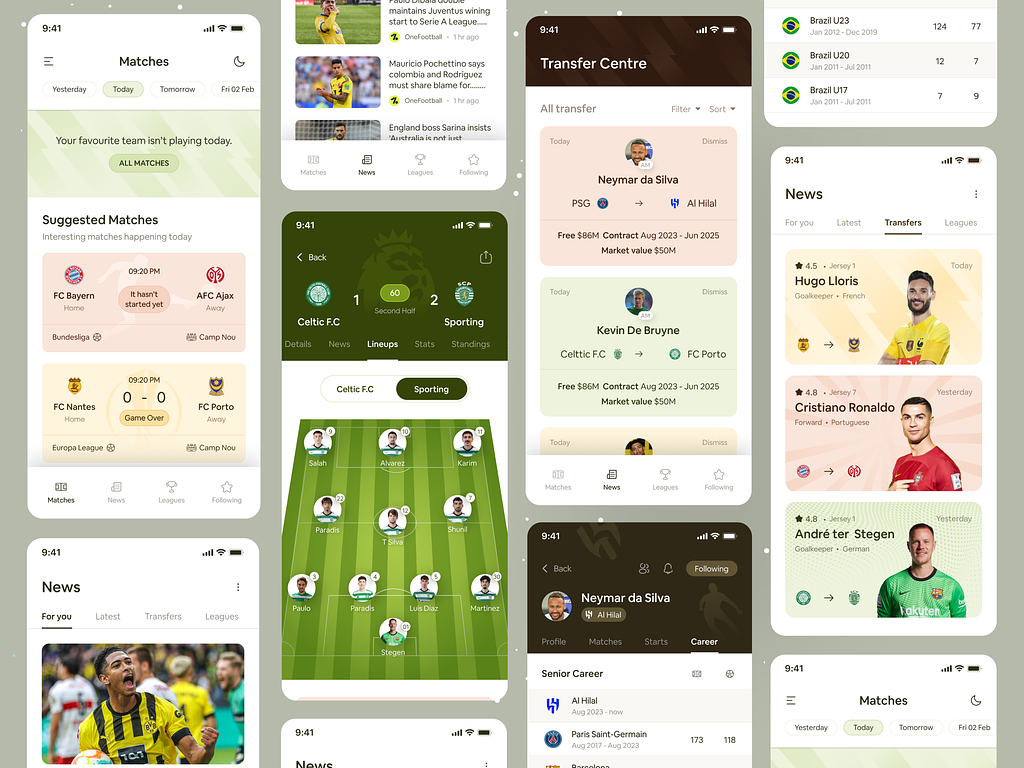 9:41
Matches
Yesterday
Today
Tomorrow
Fri 02 Feb
Your favourite team isn't playing today.
ALL MATCHES
Suggested Matches
Interesting matches happening today
09:20 PM
FC Bayern
Home
It hasn't
started yet
AFC Ajax
Away
Bundesliga
Camp Nou
09:20 PM
0 - 0
FC Nantes
Home
Game Over
FC Porto
Away
Europa League
Camp Nou
Matches
News
Leagues
Following
9:41
News
For you
Latest
Transfers
Leagues
Paulo Dibala double
maintains Juventus wining
start to Serie A League.....
OneFootball • 1 hr ago
Mauricio Pochettino says
colombia and Rodríguez
must share blame for........
OneFootball • 1 hr ago
England boss Sarina insists
'Australia is not just
Matches
News
Leagues
Following
9:41
Back
1
60
2
Second Half
Celtic F.C
Sporting
Details
News
Lineups
Stats
Standings
Celtic F.C
Sporting
9
10
11
Salah
Alvarez
Karim
22
12
7
Paradis
T Silva
Shunil
3
4
5
30
Paulo
Paradis
Luis Diaz
Martinez
01
Stegen
9:41
News
9:41
Transfer Centre
All transfer
Filter
Sort
Today
Dismiss
AM
Neymar da Silva
PSG
Al Hilal
Free $86M Contract Aug 2023 - Jun 2025
Market value $50M
Today
Dismiss
AM
Kevin De Bruyne
Celttic F.C
FC Porto
Free $86M Contract Aug 2023 - Jun 2025
Market value $50M
Today
Dismiss
Matches
News
Leagues
Following
9:41
Back
Following
Neymar da Silva
Al Hilal
Profile
Matches
Starts
Career
Senior Career
Al Hilal
Aug 2023 - now
Paris Saint-Germain
Aug 2017 - Aug 2023
173
118
Barcelona
Brazil U23
Jan 2012 - Dec 2019
124
77
Brazil U20
Jan 2011 - Jul 2011
12
7
Brazil U17
Jan 2011 - Jul 2011
7
9
9:41
News
For you
Latest
Transfers
Leagues
4.5 • Jersey 1
Today
Hugo Lloris
Goalkeeper • French
4.8 • Jersey 1
Yesterday
Cristiano Ronaldo
Forward • Portuguese
4.8 • Jersey 1
Yesterday
André ter Stegen
Goalkeeper • German
9:41
Matches
Yesterday
Today
Tomorrow
Fri 02 Feb